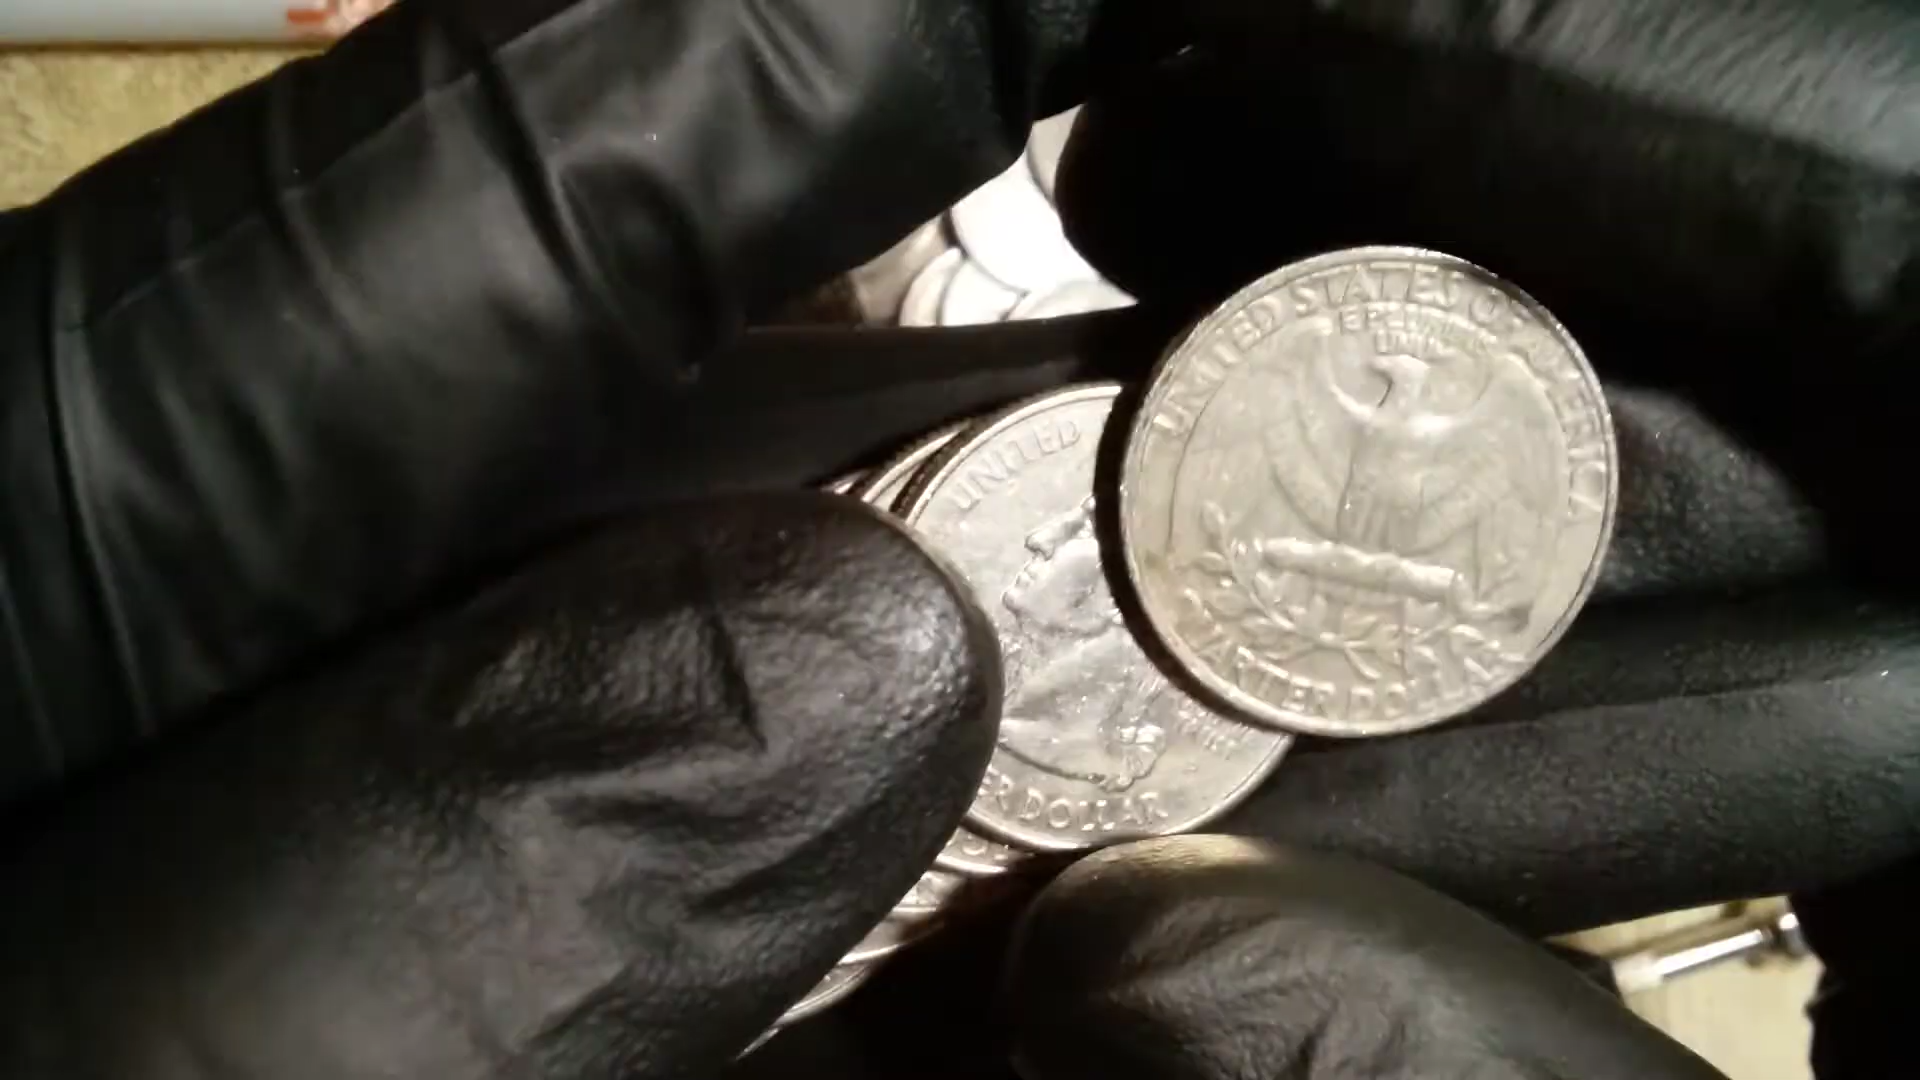 UNITED STATES OF AMERICA
E PLURIBUS
UNUM
QUARTER DOLLAR
UNITED
ER DOLLAR